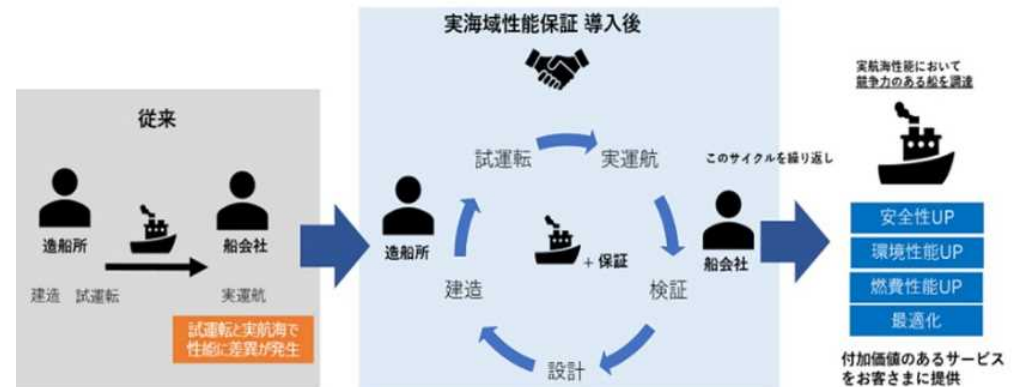 従来
造船所
船会社
建造 試運転
実運航
試運転と実航海で
性能に差異が発生
実海域性能保証 導入後
試運転
実運航
造船所
+ 保証
船会社
建造
検証
設計
このサイクルを繰り返し
実航海性能において
競争力のある船を調達
安全性UP
環境性能UP
燃費性能UP
最適化
付加価値のあるサービス
をお客さまに提供